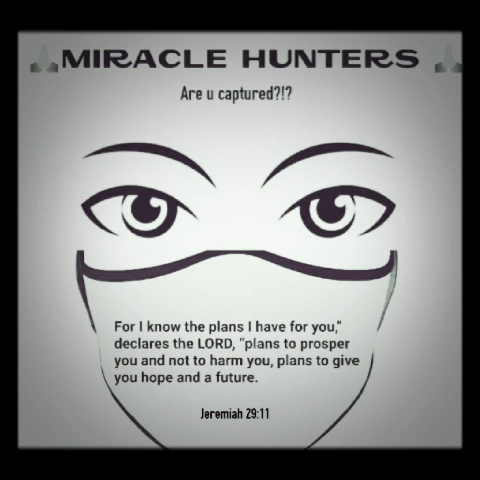 MIRACLE HUNTERS
Are u captured?!?
For I know the plans I have for you,"
declares the LORD, "plans to prosper
you and not to harm you, plans to give
you hope and a future.
Jeremiah 29:11